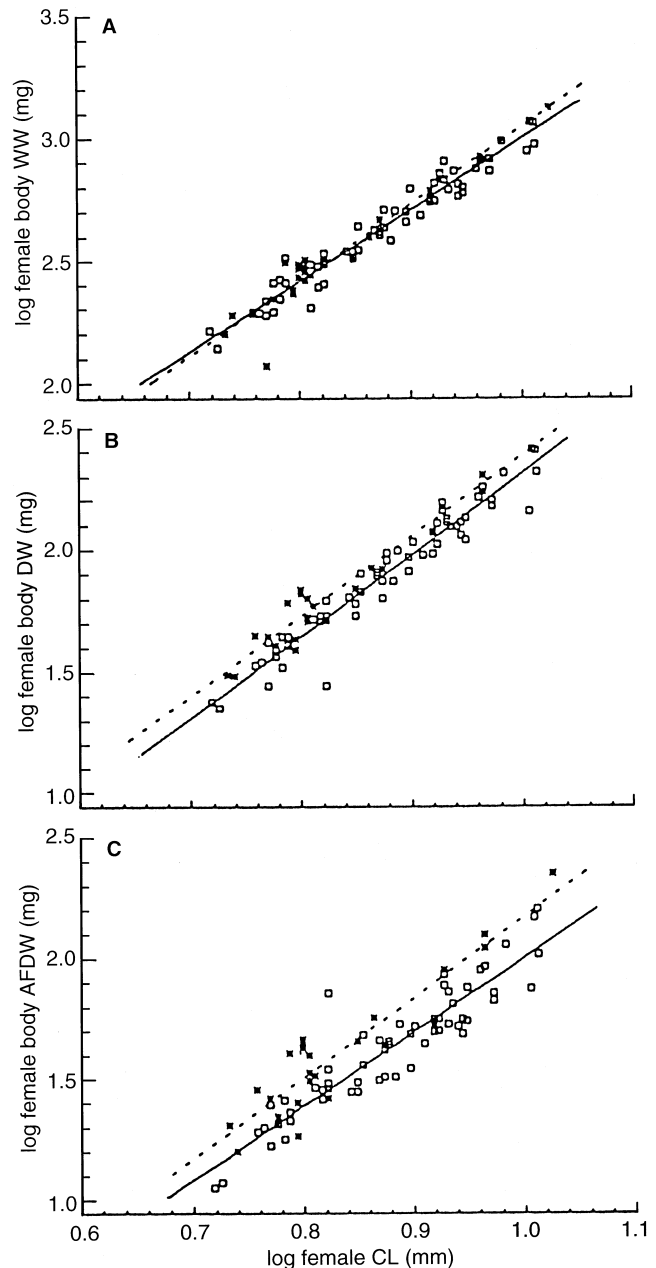 A
3.5
3.0
2.5
2.0
log female body WW (mg)
B
2.5
2.0
1.5
1.0
log female body DW (mg)
C
2.5
2.0
1.5
1.0
log female body AFDW (mg)
0.6 0.7 0.8 0.9 1.0 1.1
log female CL (mm)